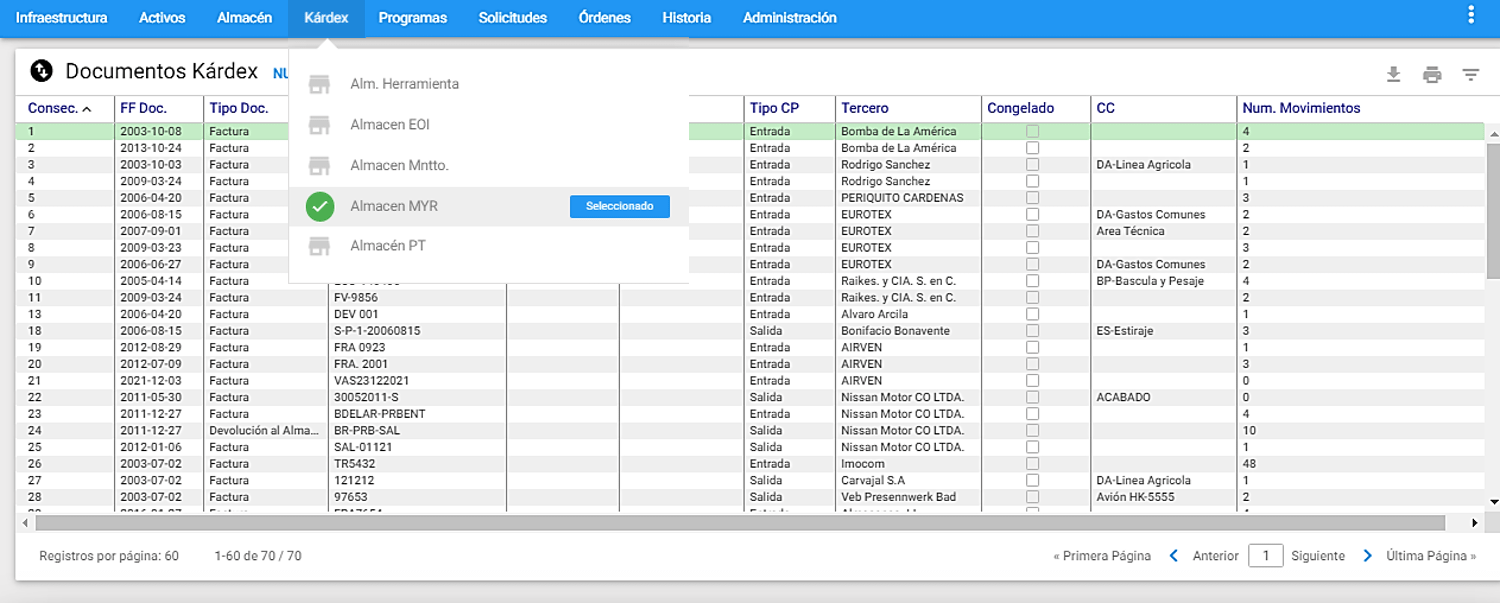 Infraestructura Activos Almacén Kárdex Programas Solicitudes Órdenes Historia Administración
Documentos Kárdex
Alm. Herramienta
Almacen EOI
Almacen Mntto.
Almacen MYR Seleccionado
Almacén PT
Consec. FF Doc. Tipo Doc. Tipo CP Tercero Congelado CC Num. Movimientos
1 2003-10-08 Factura Entrada Bomba de La América 4
2 2013-10-24 Factura Entrada Bomba de La América 2
3 2003-10-03 Factura Entrada Rodrigo Sanchez DA-Linea Agricola 1
4 2009-03-24 Factura Entrada Rodrigo Sanchez 1
5 2006-04-20 Factura Entrada PERIQUITO CARDENAS 3
6 2006-08-15 Factura Entrada EUROTEX DA-Gastos Comunes 2
7 2007-09-01 Factura Entrada EUROTEX Area Técnica 2
8 2009-03-23 Factura Entrada EUROTEX 3
9 2006-06-27 Factura Entrada EUROTEX DA-Gastos Comunes 2
10 2005-04-14 Factura Entrada Raikes. y CIA. S. en C. BP-Bascula y Pesaje 4
11 2009-03-24 Factura FV-9856 Entrada Raikes. y CIA. S. en C. 2
13 2006-04-20 Factura DEV 001 Entrada Alvaro Arcila 1
18 2006-08-15 Factura S-P-1-20060815 Salida Bonifacio Bonavente ES-Estiraje 3
19 2012-08-29 Factura FRA 0923 Entrada AIRVEN 1
20 2012-07-09 Factura FRA. 2001 Entrada AIRVEN 3
21 2021-12-03 Factura VAS23122021 Entrada AIRVEN 0
22 2011-05-30 Factura 30052011-S Salida Nissan Motor CO LTDA. ACABADO 0
23 2011-12-27 Factura BDELAR-PRBENT Entrada Nissan Motor CO LTDA. 4
24 2011-12-27 Devolución al Alma... BR-PRB-SAL Salida Nissan Motor CO LTDA. 10
25 2012-01-06 Factura SAL-01121 Salida Nissan Motor CO LTDA. 1
26 2003-07-02 Factura TR5432 Entrada Imocom 48
27 2003-07-02 Factura 121212 Salida Carvajal S.A DA-Linea Agricola 1
28 2003-07-02 Factura 97653 Salida Veb Presennwerk Bad Avión HK-5555 2
Registros por página: 60 1-60 de 70 / 70 « Primera Página Anterior 1 Siguiente Última Página »